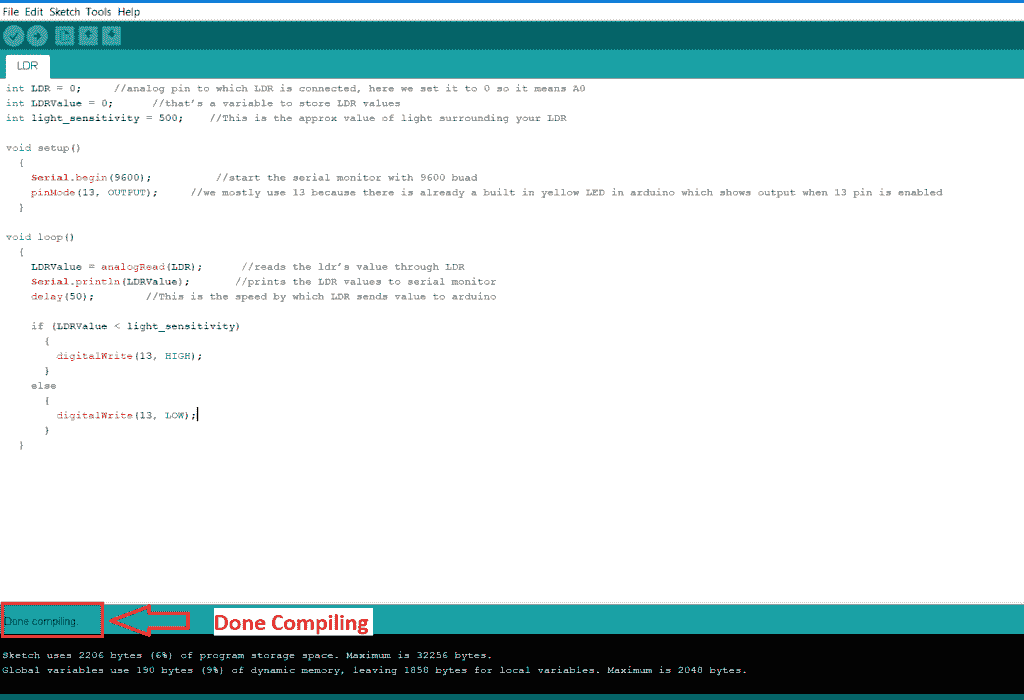 File Edit Sketch Tools Help
LDR
int LDR = 0; //analog pin to which LDR is connected, here we set it to 0 so it means A0
int LDRValue = 0; //that's a variable to store LDR values
int light_sensitivity = 500; //This is the approx value of light surrounding your LDR
void setup()
{
Serial.begin(9600); //start the serial monitor with 9600 buad
pinMode(13, OUTPUT); //we mostly use 13 because there is already a built in yellow LED in arduino which shows output when 13 pin is enabled
}
void loop()
{
LDRValue = analogRead(LDR); //reads the ldr's value through LDR
Serial.println(LDRValue); //prints the LDR values to serial monitor
delay(50); //This is the speed by which LDR sends value to arduino
if (LDRValue < light_sensitivity)
{
digitalWrite(13, HIGH);
}
else
{
digitalWrite(13, LOW);
}
}
Done compiling.
Done Compiling
Sketch uses 2206 bytes (6%) of program storage space. Maximum is 32256 bytes.
Global variables use 190 bytes (9%) of dynamic memory, leaving 1858 bytes for local variables. Maximum is 2048 bytes.